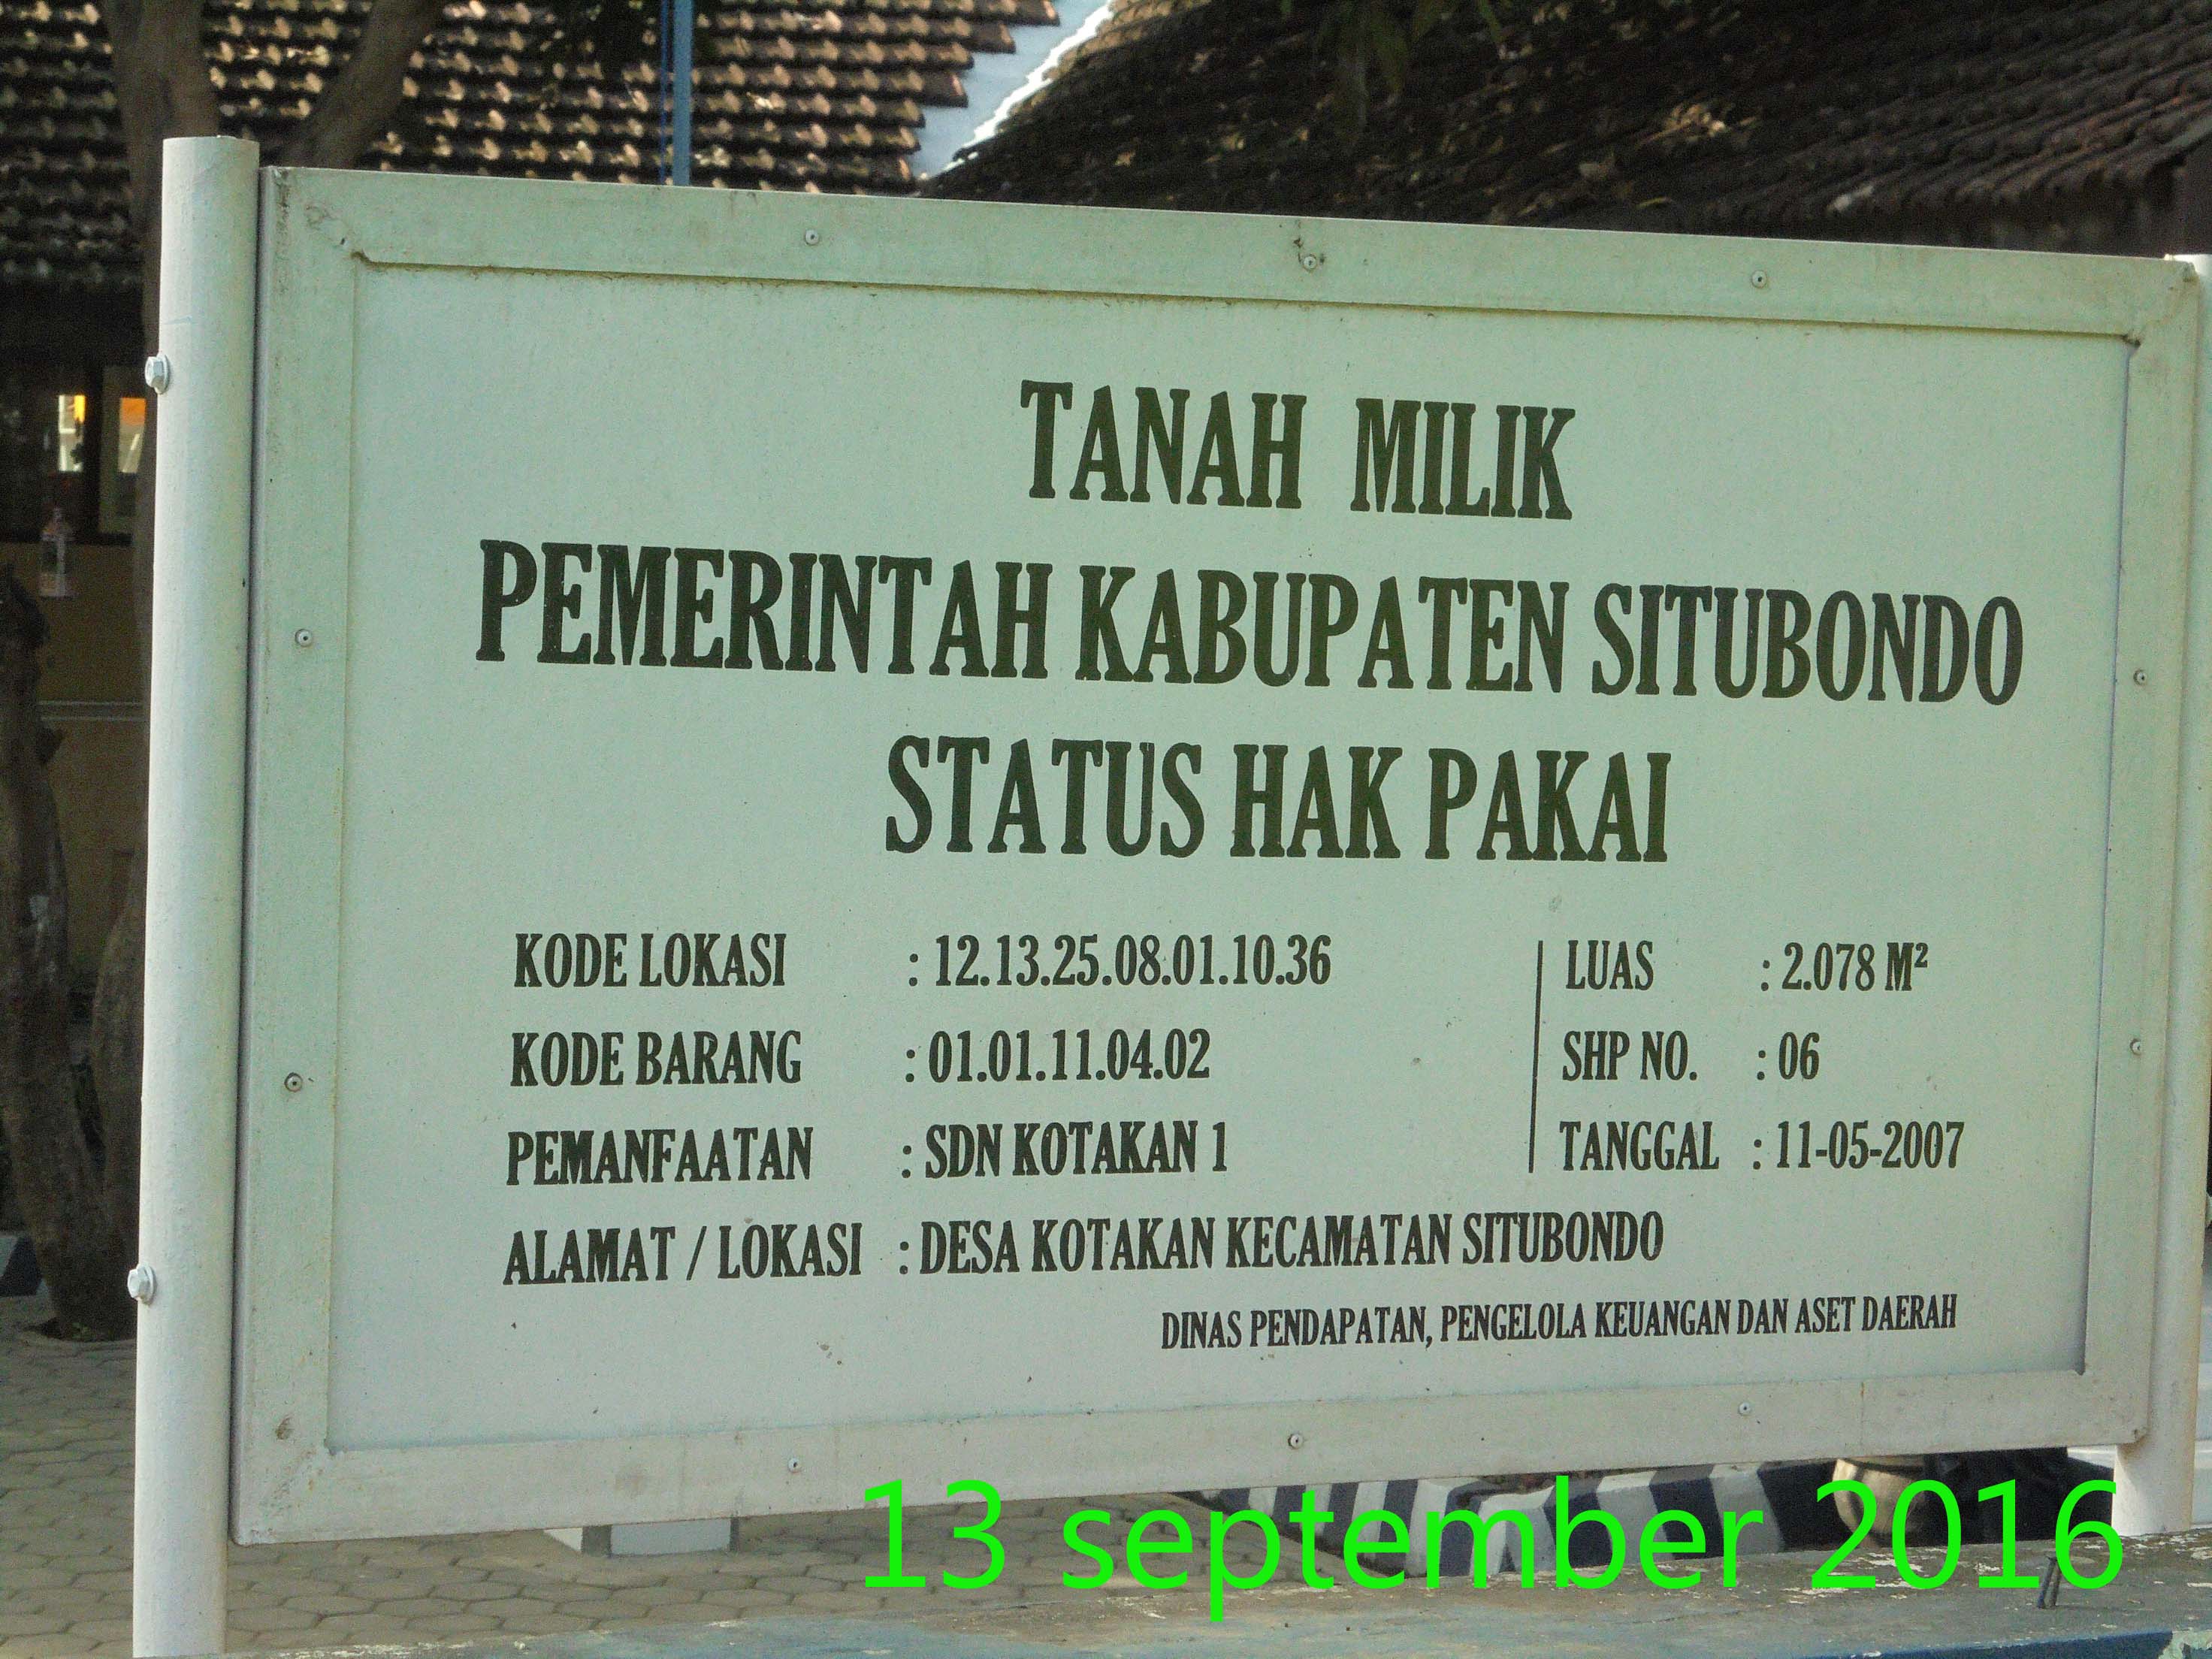 TANAH MILIK
PEMERINTAH KABUPATEN SITUBONDO
STATUS HAK PAKAI
KODE LOKASI : 12.13.25.08.01.10.36
KODE BARANG : 01.01.11.04.02
PEMANFAATAN : SDN KOTAKAN 1
LUAS : 2.078 M²
SHP NO. : 06
TANGGAL : 11-05-2007
ALAMAT / LOKASI : DESA KOTAKAN KECAMATAN SITUBONDO
DINAS PENDAPATAN, PENGELOLA KEUANGAN DAN ASET DAERAH
13 september 2016